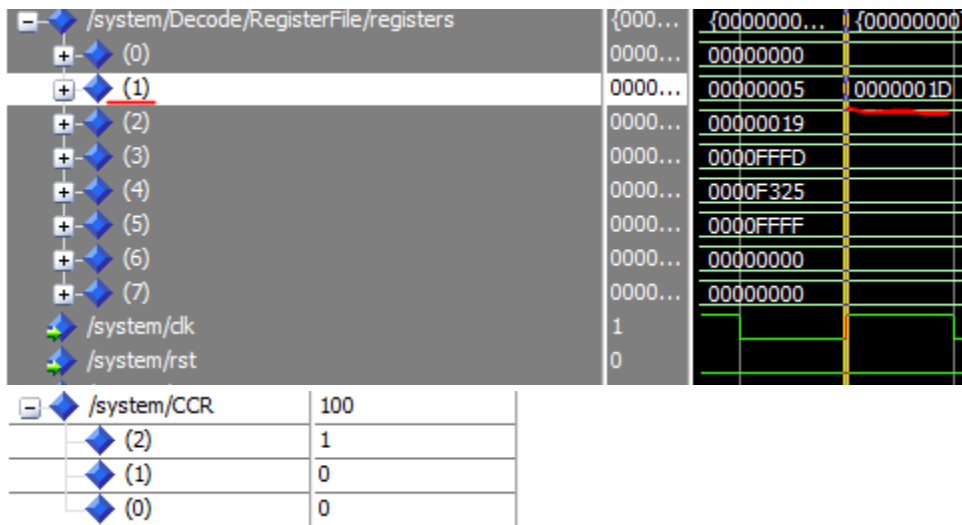 /system/Decode/RegisterFile/registers {000... {0000000... {00000000
(0) 0000... 00000000
(1) 0000... 00000005 0000001D
(2) 0000... 00000019
(3) 0000... 0000FFFD
(4) 0000... 0000F325
(5) 0000... 0000FFFF
(6) 0000... 00000000
(7) 0000... 00000000
/system/clk 1
/system/rst 0
/system/CCR 100
(2) 1
(1) 0
(0) 0